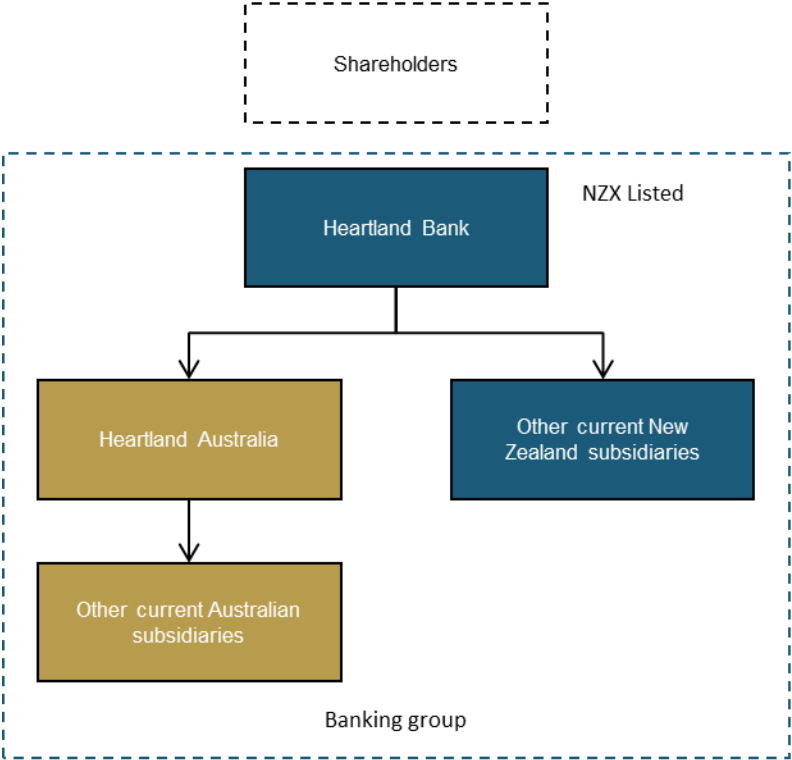 Shareholders
NZX Listed
Heartland Bank
Heartland Australia
Other current New
Zealand subsidiaries
Other current Australian
subsidiaries
Banking group